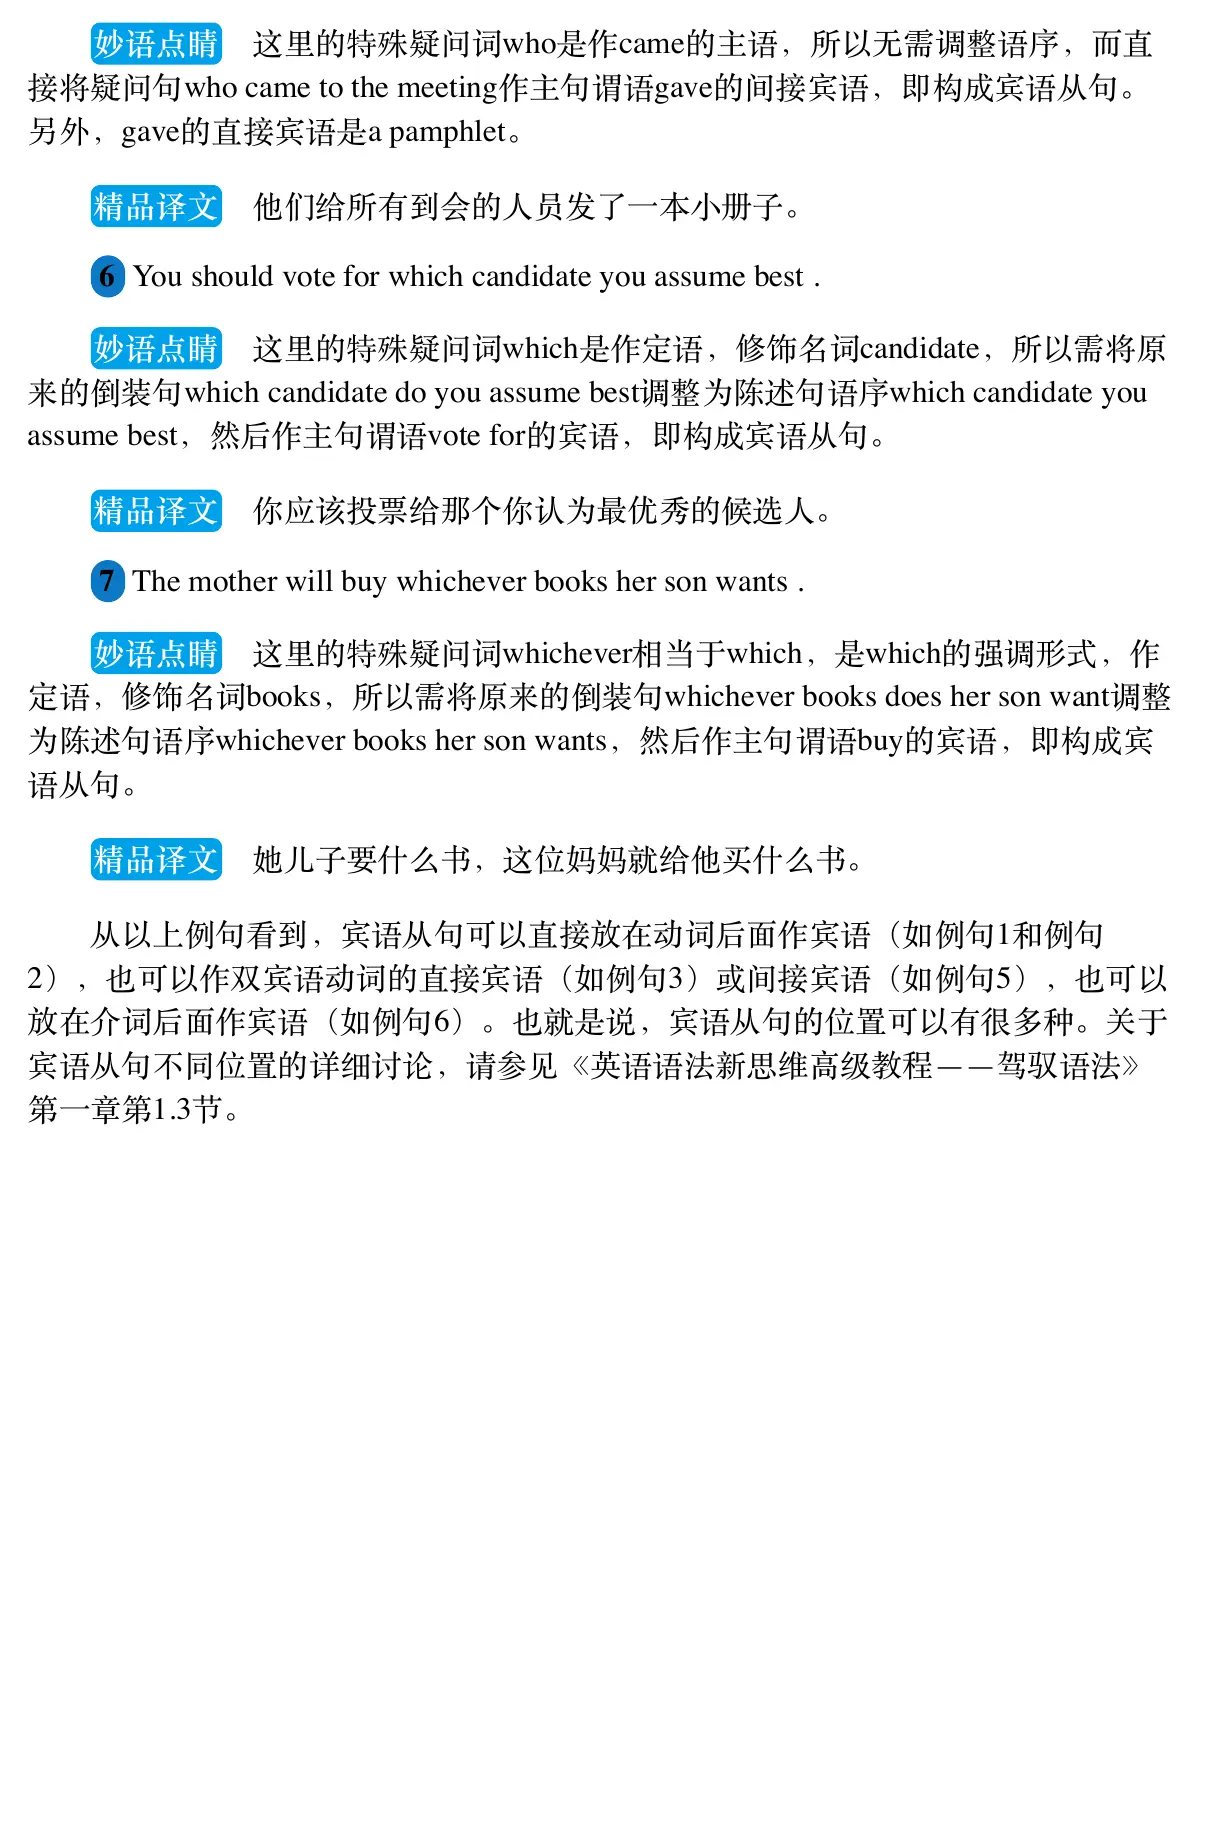 妙语点睛 这里的特殊疑问词who是作came的主语，所以无需调整语序，而直
接将疑问句who came to the meeting作主句谓语gave的间接宾语，即构成宾语从句。
另外，gave的直接宾语是a pamphlet。
精品译文 他们给所有到会的人员发了一本小册子。
6 You should vote for which candidate you assume best .
妙语点睛 这里的特殊疑问词which是作定语，修饰名词candidate，所以需将原
来的倒装句which candidate do you assume best调整为陈述句语序which candidate you
assume best，然后作主句谓语vote for的宾语，即构成宾语从句。
精品译文 你应该投票给那个你认为最优秀的候选人。
7 The mother will buy whichever books her son wants .
妙语点睛 这里的特殊疑问词whichever相当于which，是which的强调形式，作
定语，修饰名词books，所以需将原来的倒装句whichever books does her son want调整
为陈述句语序whichever books her son wants，然后作主句谓语buy的宾语，即构成宾
语从句。
精品译文 她儿子要什么书，这位妈妈就给他买什么书。
从以上例句看到，宾语从句可以直接放在动词后面作宾语（如例句1和例句
2），也可以作双宾语动词的直接宾语（如例句3）或间接宾语（如例句5），也可以
放在介词后面作宾语（如例句6）。也就是说，宾语从句的位置可以有很多种。关于
宾语从句不同位置的详细讨论，请参见《英语语法新思维高级教程——驾驭语法》
第一章第1.3节。